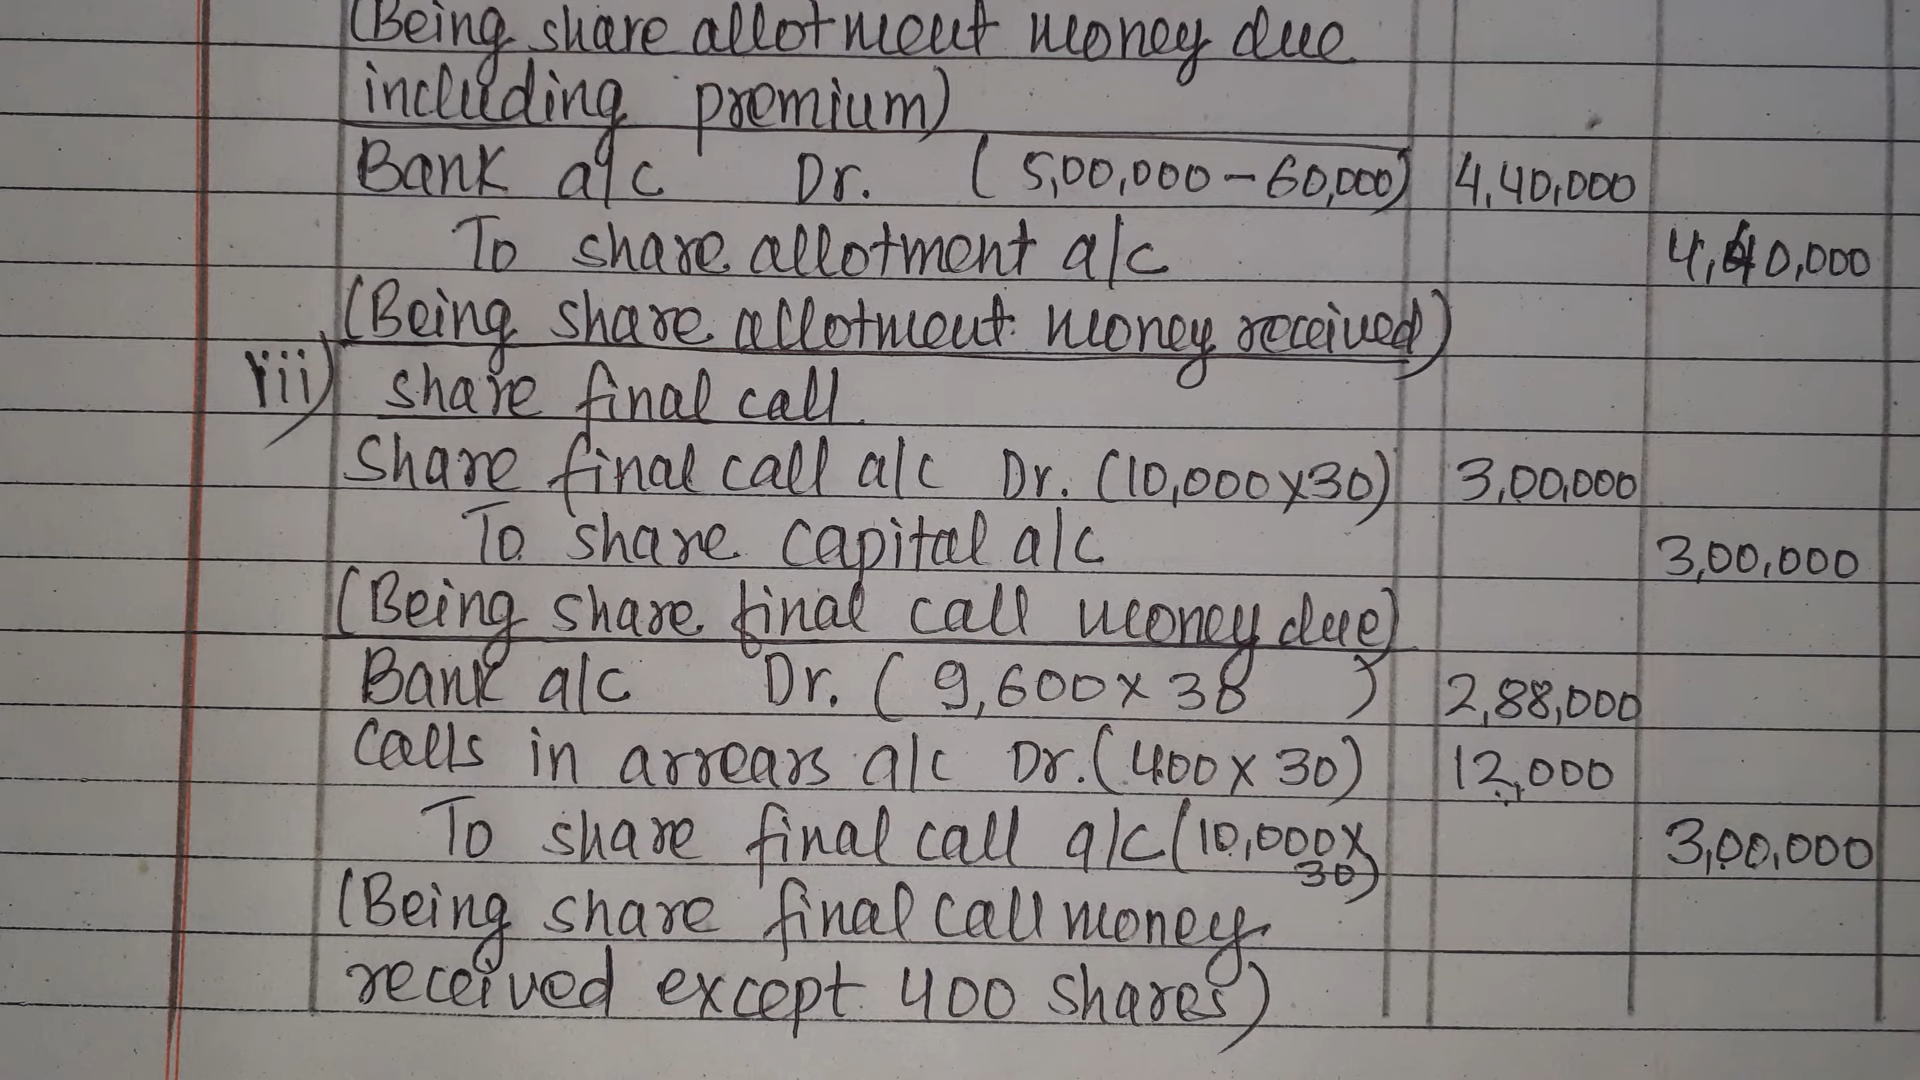 (Being share allotment money due
including premium)
Bank a/c Dr. (5,00,000-60,000) 4,40,000
To share allotment a/c 4,40,000
(Being share allotment money received)
iii) share final call
Share final call a/c Dr. (10,000x30) 3,00,000
To share capital a/c 3,00,000
(Being share final call money due)
Bank a/c Dr. (9,600x38 ) 2,88,000
Calls in arrears a/c Dr. (400x30) 12,000
To share final call a/c (10,000x 3,00,000
30)
(Being share final call money
received except 400 shares)